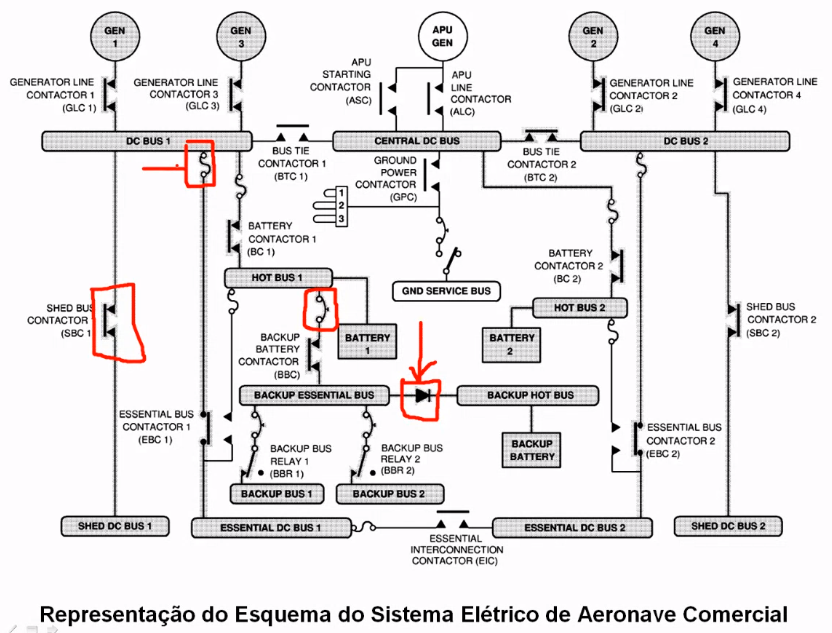 GEN
1
GEN
3
APU
GEN
GEN
2
GEN
4
GENERATOR LINE
CONTACTOR 1
(GLC 1)
GENERATOR LINE
CONTACTOR 3
(GLC 3)
APU
STARTING
CONTACTOR
(ASC)
APU
LINE
CONTACTOR
(ALC)
GENERATOR LINE
CONTACTOR 2
(GLC 2)
GENERATOR LINE
CONTACTOR 4
(GLC 4)
DC BUS 1
CENTRAL DC BUS
DC BUS 2
BUS TIE
CONTACTOR 1
(BTC 1)
GROUND
POWER
CONTACTOR
(GPC)
BUS TIE
CONTACTOR 2
(BTC 2)
1
2
3
BATTERY
CONTACTOR 1
(BC 1)
BATTERY
CONTACTOR 2
(BC 2)
HOT BUS 1
GND SERVICE BUS
HOT BUS 2
SHED BUS
CONTACTOR
(SBC 1
BATTERY
1
BATTERY
2
SHED BUS
CONTACTOR 2
(SBC 2)
BACKUP
BATTERY
CONTACTOR
(BBC)
BACKUP ESSENTIAL BUS
BACKUP HOT BUS
ESSENTIAL BUS
CONTACTOR 1
(EBC 1)
BACKUP BUS
RELAY 1
(BBR 1)
BACKUP BUS
RELAY 2
(BBR 2)
BACKUP
BATTERY
ESSENTIAL BUS
CONTACTOR 2
(EBC 2)
BACKUP BUS 1
BACKUP BUS 2
SHED DC BUS 1
ESSENTIAL DC BUS 1
ESSENTIAL DC BUS 2
SHED DC BUS 2
ESSENTIAL
INTERCONNECTION
CONTACTOR (EIC)
Representação do Esquema do Sistema Elétrico de Aeronave Comercial